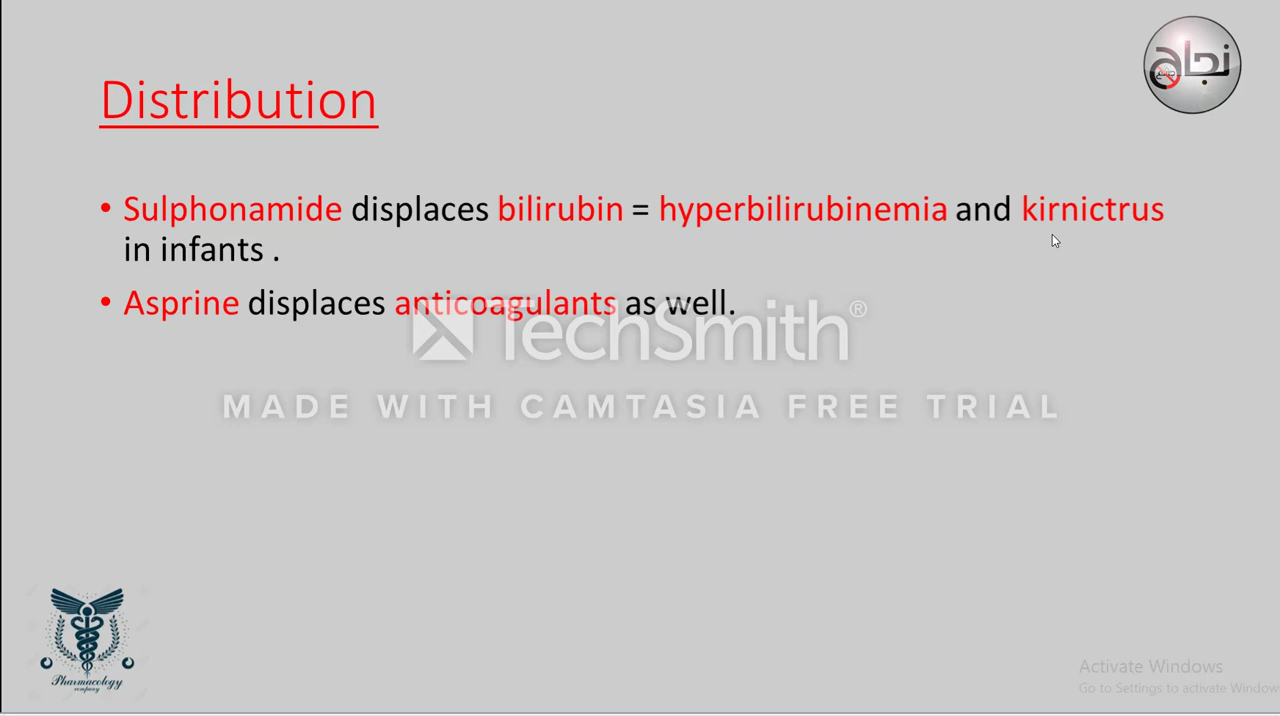 نجاح
Distribution
• Sulphonamide displaces bilirubin = hyperbilirubinemia and kirnictrus
in infants .
• Asprine displaces anticoagulants as well.
TechSmith®
MADE WITH CAMTASIA FREE TRIAL
Pharmacology
company
Activate Windows
Go to Settings to activate Window